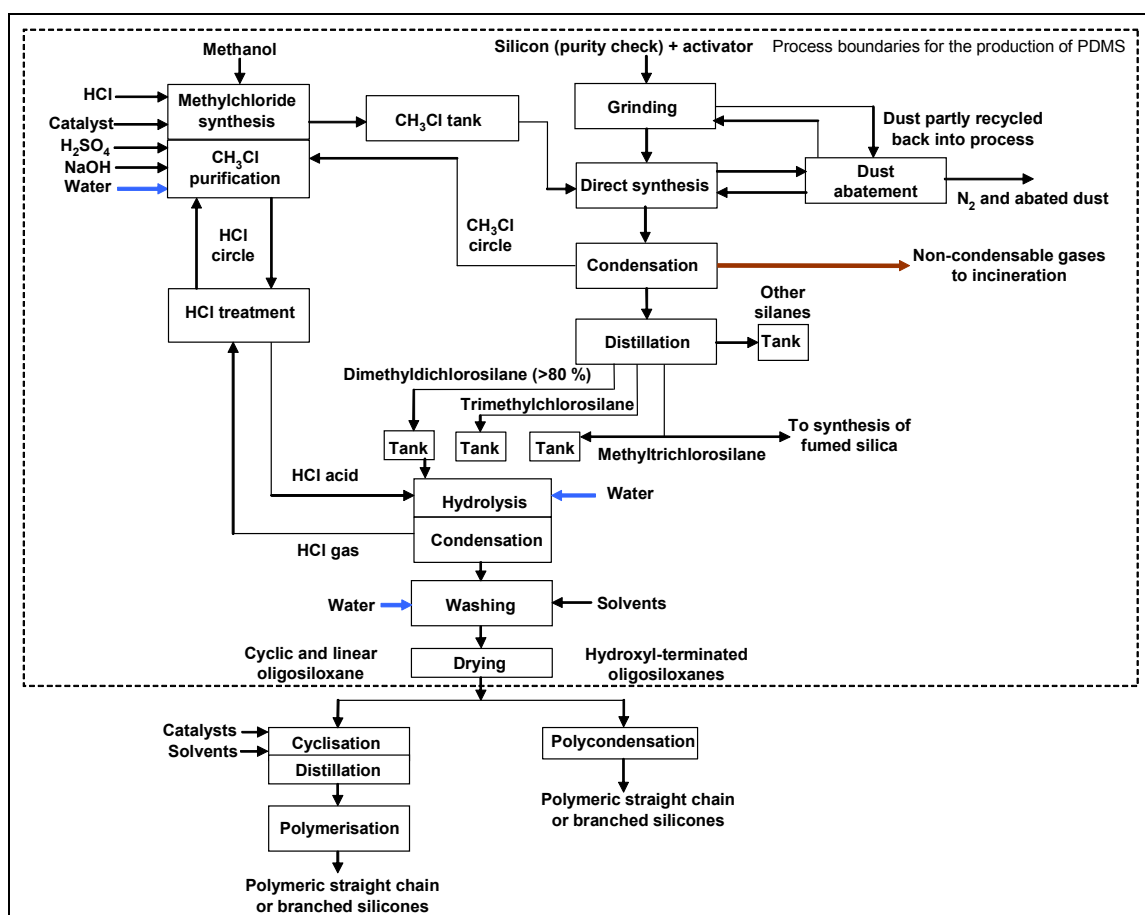 Silicon (purity check) + activator
Process boundaries for the production of PDMS
Methanol
HCl
Catalyst
H₂SO₄
NaOH
Water
Methylchloride
synthesis
CH₃Cl
purification
CH₃Cl tank
Grinding
Direct synthesis
Dust partly recycled
back into process
Dust
abatement
N₂ and abated dust
HCl
circle
CH₃Cl
circle
Condensation
Non-condensable gases
to incineration
HCl treatment
Distillation
Other
silanes
Tank
Dimethyldichlorosilane (>80 %)
Trimethylchlorosilane
Tank
Tank
Tank
Methyltrichlorosilane
To synthesis of
fumed silica
HCl acid
Hydrolysis
Water
Condensation
HCl gas
Water
Washing
Solvents
Cyclic and linear
oligosiloxane
Drying
Hydroxyl-terminated
oligosiloxanes
Catalysts
Solvents
Cyclisation
Distillation
Polycondensation
Polymerisation
Polymeric straight chain
or branched silicones
Polymeric straight chain
or branched silicones